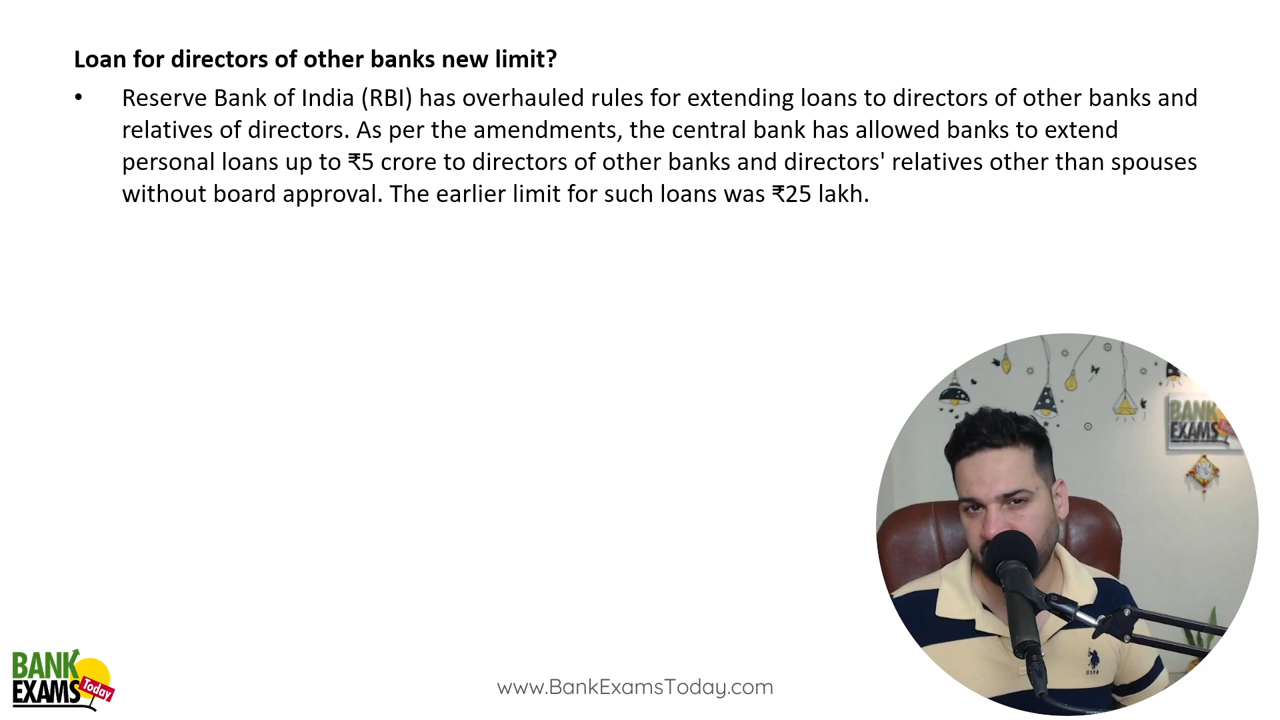 Loan for directors of other banks new limit?
• Reserve Bank of India (RBI) has overhauled rules for extending loans to directors of other banks and
relatives of directors. As per the amendments, the central bank has allowed banks to extend
personal loans up to ₹5 crore to directors of other banks and directors' relatives other than spouses
without board approval. The earlier limit for such loans was ₹25 lakh.
BANK
EXAMS
USPA
BANK
EXAMS Today
www.BankExamsToday.com